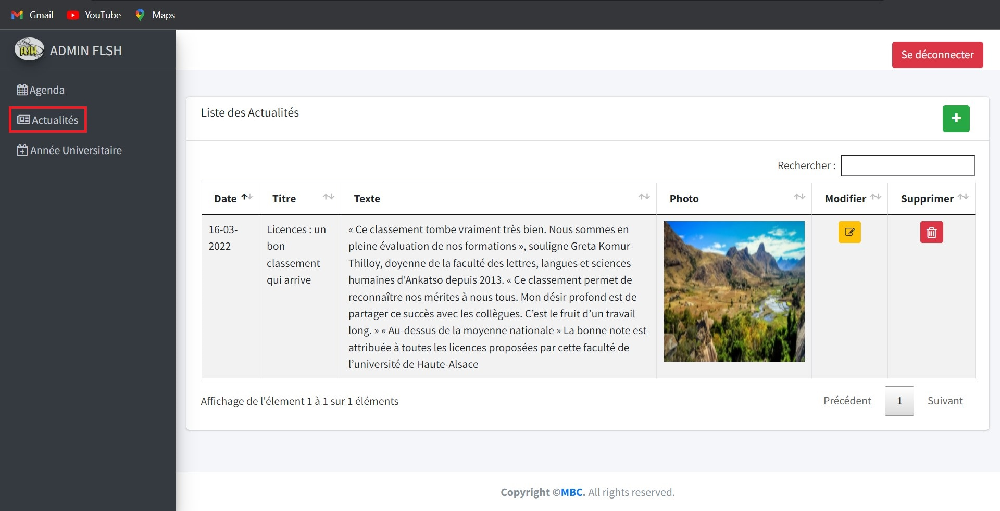 Gmail YouTube Maps
FLSH ADMIN FLSH
Se déconnecter
Agenda
Actualités
Année Universitaire
Liste des Actualités
Rechercher :
Date Titre Texte Photo Modifier Supprimer
16-03-
2022
Licences : un
bon
classement
qui arrive
« Ce classement tombe vraiment très bien. Nous sommes en
pleine évaluation de nos formations », souligne Greta Komur-
Thilloy, doyenne de la faculté des lettres, langues et sciences
humaines d'Ankatso depuis 2013. « Ce classement permet de
reconnaître nos mérites à nous tous. Mon désir profond est de
partager ce succès avec les collègues. C’est le fruit d’un travail
long. » « Au-dessus de la moyenne nationale » La bonne note est
attribuée à toutes les licences proposées par cette faculté de
l’université de Haute-Alsace
Affichage de l'élement 1 à 1 sur 1 éléments
Précédent 1 Suivant
Copyright ©MBC. All rights reserved.